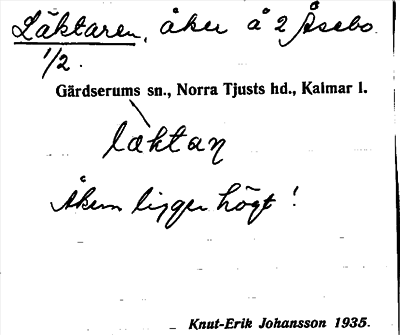 Läktaren, åker å 2 Åsebo
1/2.
Gärdserums sn., Norra Tjusts hd., Kalmar l.
læktan
Åkern ligger högt!
Knut-Erik Johansson 1935.